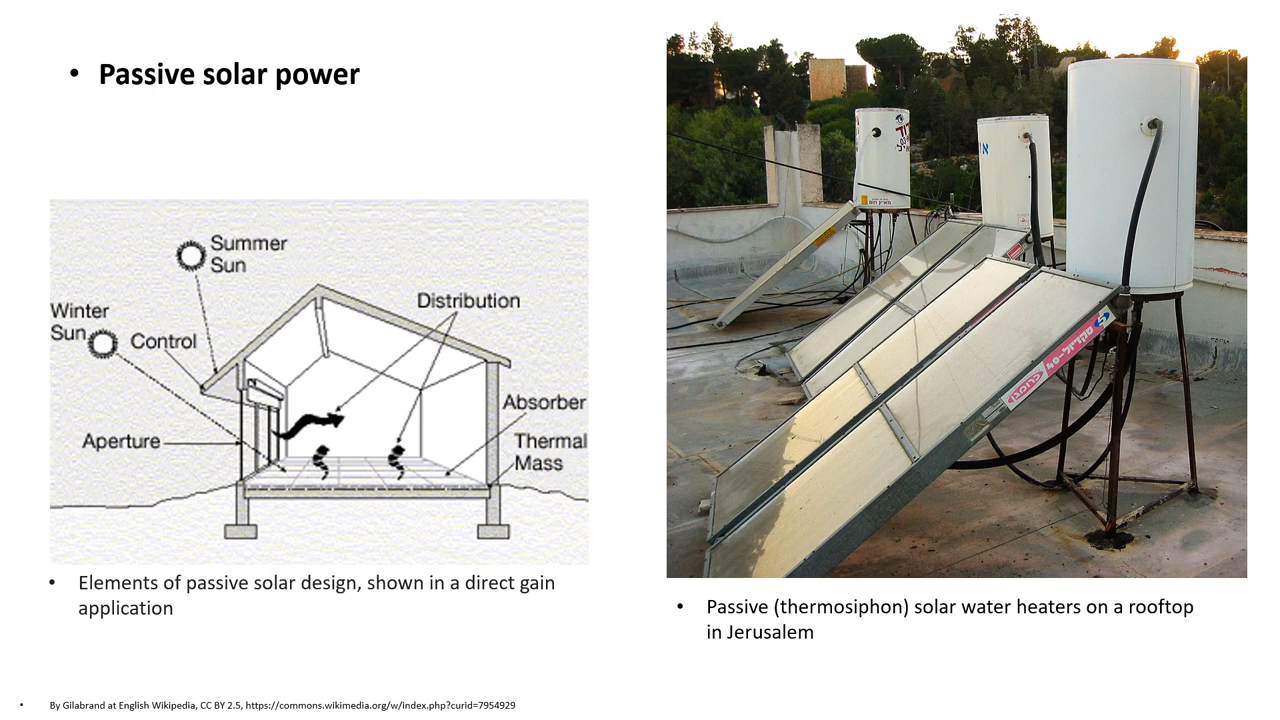 • Passive solar power
Summer
Sun
Winter
Sun
Control
Distribution
Aperture
Absorber
Thermal
Mass
• Elements of passive solar design, shown in a direct gain
application
• Passive (thermosiphon) solar water heaters on a rooftop
in Jerusalem
• By Gilabrand at English Wikipedia, CC BY 2.5, https://commons.wikimedia.org/w/index.php?curid=7954929